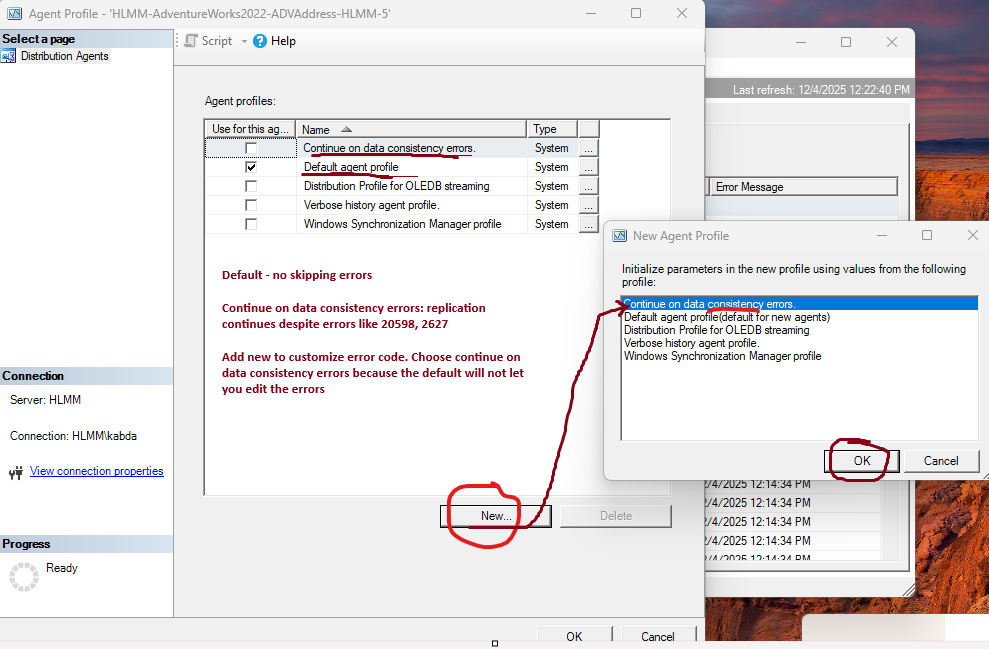 Agent Profile - 'HLMM-AdventureWorks2022-ADVAddress-HLMM-5'
Select a page
Distribution Agents
Script
Help
Agent profiles:
Use for this ag... Name Type
Continue on data consistency errors. System ...
Default agent profile System ...
Distribution Profile for OLEDB streaming System ...
Verbose history agent profile. System ...
Windows Synchronization Manager profile System ...
Default - no skipping errors
Continue on data consistency errors: replication
continues despite errors like 20598, 2627
Add new to customize error code. Choose continue on
data consistency errors because the default will not let
you edit the errors
New...
Delete
Connection
Server: HLMM
Connection: HLMM\kabda
View connection properties
Progress
Ready
OK
Cancel
Last refresh: 12/4/2025 12:22:40 PM
Error Message
New Agent Profile
Initialize parameters in the new profile using values from the following
profile:
Continue on data consistency errors.
Default agent profile(default for new agents)
Distribution Profile for OLEDB streaming
Verbose history agent profile.
Windows Synchronization Manager profile
OK
Cancel
2/4/2025 12:14:34 PM
2/4/2025 12:14:34 PM
2/4/2025 12:14:34 PM
2/4/2025 12:14:34 PM
2/4/2025 12:14:34 PM